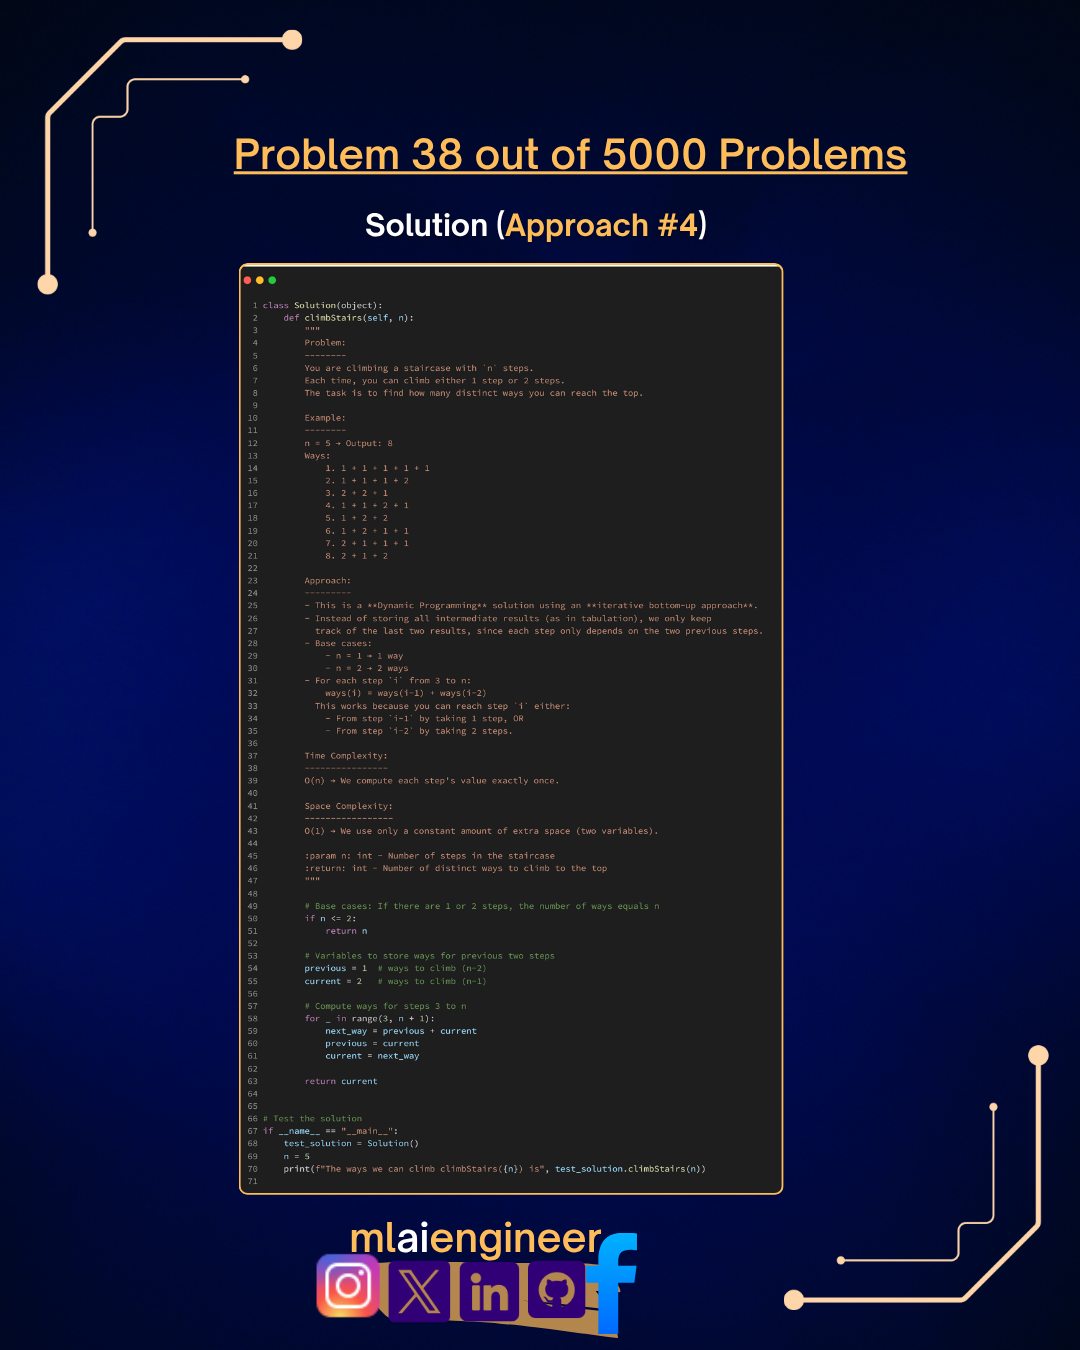 Problem 38 out of 5000 Problems
Solution (Approach #4)
1 class Solution(object):
2     def climbStairs(self, n):
3         """
4         Problem:
5         --------
6         You are climbing a staircase with `n` steps.
7         Each time, you can climb either 1 step or 2 steps.
8         The task is to find how many distinct ways you can reach the top.
9
10         Example:
11         --------
12         n = 5 → Output: 8
13         Ways:
14             1. 1 + 1 + 1 + 1 + 1
15             2. 1 + 1 + 1 + 2
16             3. 2 + 2 + 1
17             4. 1 + 1 + 2 + 1
18             5. 1 + 2 + 2
19             6. 1 + 2 + 1 + 1
20             7. 2 + 1 + 1 + 1
21             8. 2 + 1 + 2
22
23         Approach:
24         ---------
25         - This is a **Dynamic Programming** solution using an **iterative bottom-up approach**.
26         - Instead of storing all intermediate results (as in tabulation), we only keep
27           track of the last two results, since each step only depends on the two previous steps.
28         - Base cases:
29             - n = 1 → 1 way
30             - n = 2 → 2 ways
31         - For each step `i` from 3 to n:
32             ways(i) = ways(i-1) + ways(i-2)
33           This works because you can reach step `i` either:
34             - From step `i-1` by taking 1 step, OR
35             - From step `i-2` by taking 2 steps.
36
37         Time Complexity:
38         ----------------
39         O(n) → We compute each step's value exactly once.
40
41         Space Complexity:
42         -----------------
43         O(1) → We use only a constant amount of extra space (two variables).
44
45         :param n: int - Number of steps in the staircase
46         :return: int - Number of distinct ways to climb to the top
47         """
48
49         # Base cases: If there are 1 or 2 steps, the number of ways equals n
50         if n <= 2:
51             return n
52
53         # Variables to store ways for previous two steps
54         previous = 1  # ways to climb (n-2)
55         current = 2   # ways to climb (n-1)
56
57         # Compute ways for steps 3 to n
58         for _ in range(3, n + 1):
59             next_way = previous + current
60             previous = current
61             current = next_way
62
63         return current
64
65
66 # Test the solution
67 if __name__ == "__main__":
68     test_solution = Solution()
69     n = 5
70     print(f"The ways we can climb climbStairs({n}) is", test_solution.climbStairs(n))
71
mlaiengineer